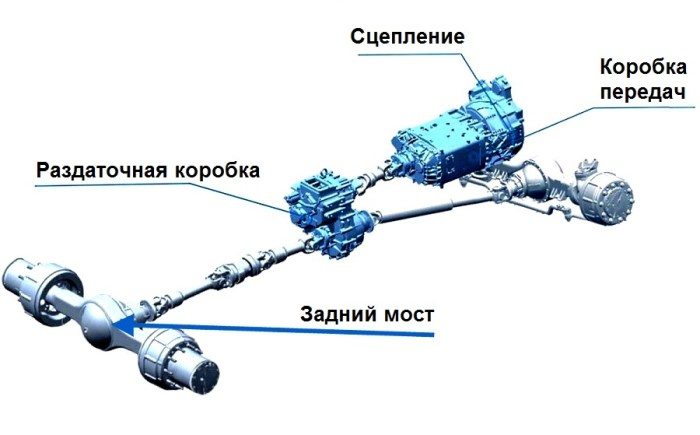 Сцепление
Коробка
передач
Раздаточная коробка
Задний мост